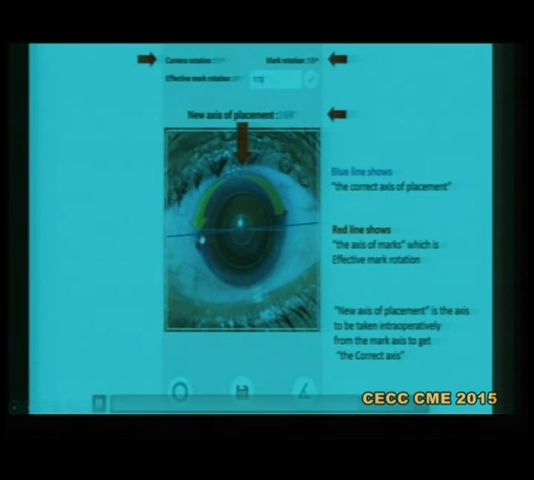 Camera rotation :
Mark rotation :
Effective mark rotation :
New axis of placement :
Blue line shows
"the correct axis of placement"
Red line shows
"the axis of marks" which is
Effective mark rotation
"New axis of placement" is the axis
to be taken intraoperatively
from the mark axis to get
"the Correct axis"
CECC CME 2015